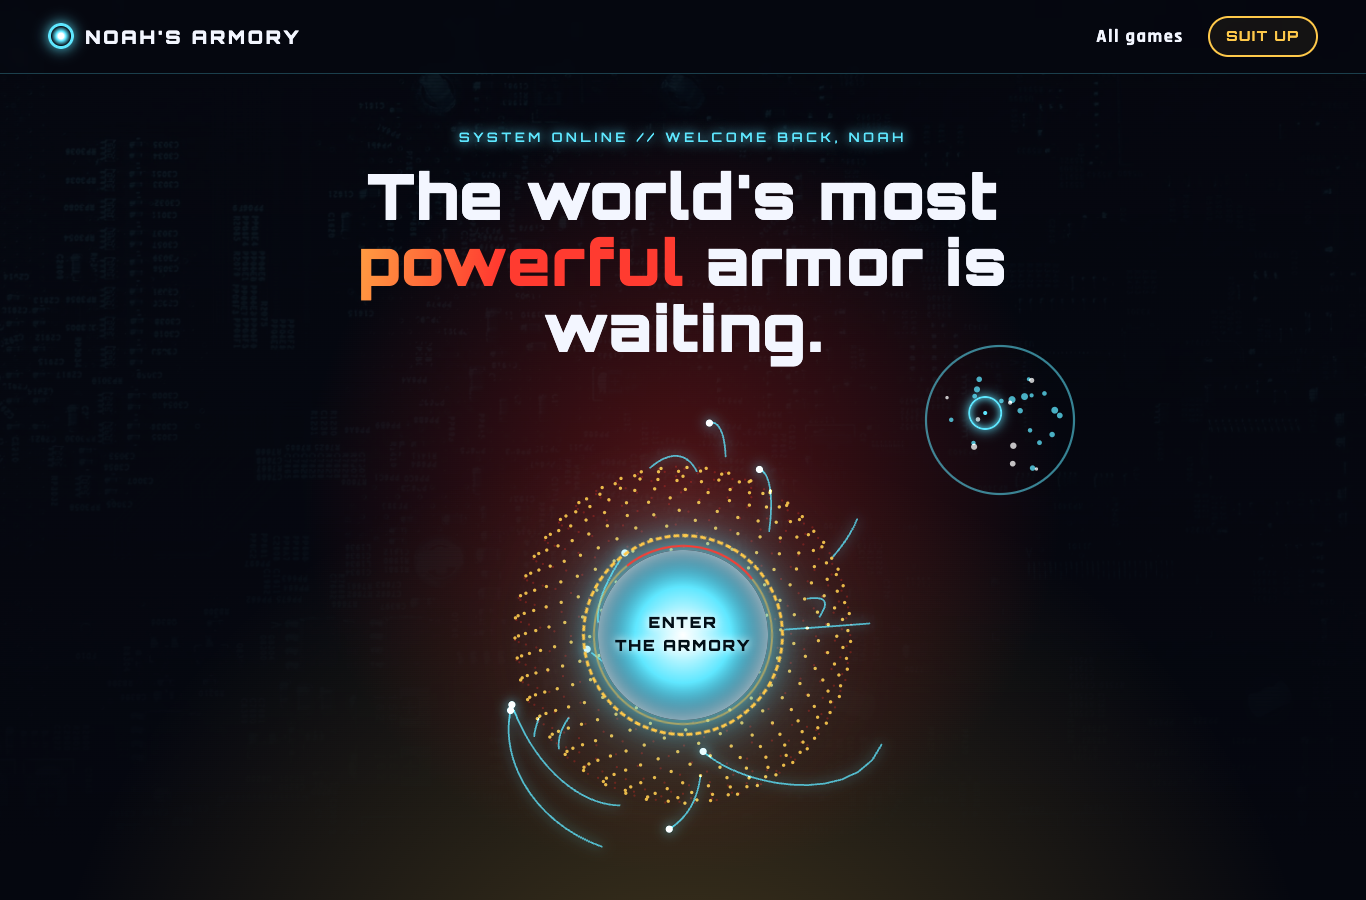 NOAH'S ARMORY
All games
SUIT UP
SYSTEM ONLINE // WELCOME BACK, NOAH
The world's most
powerful armor is
waiting.
ENTER
THE ARMORY